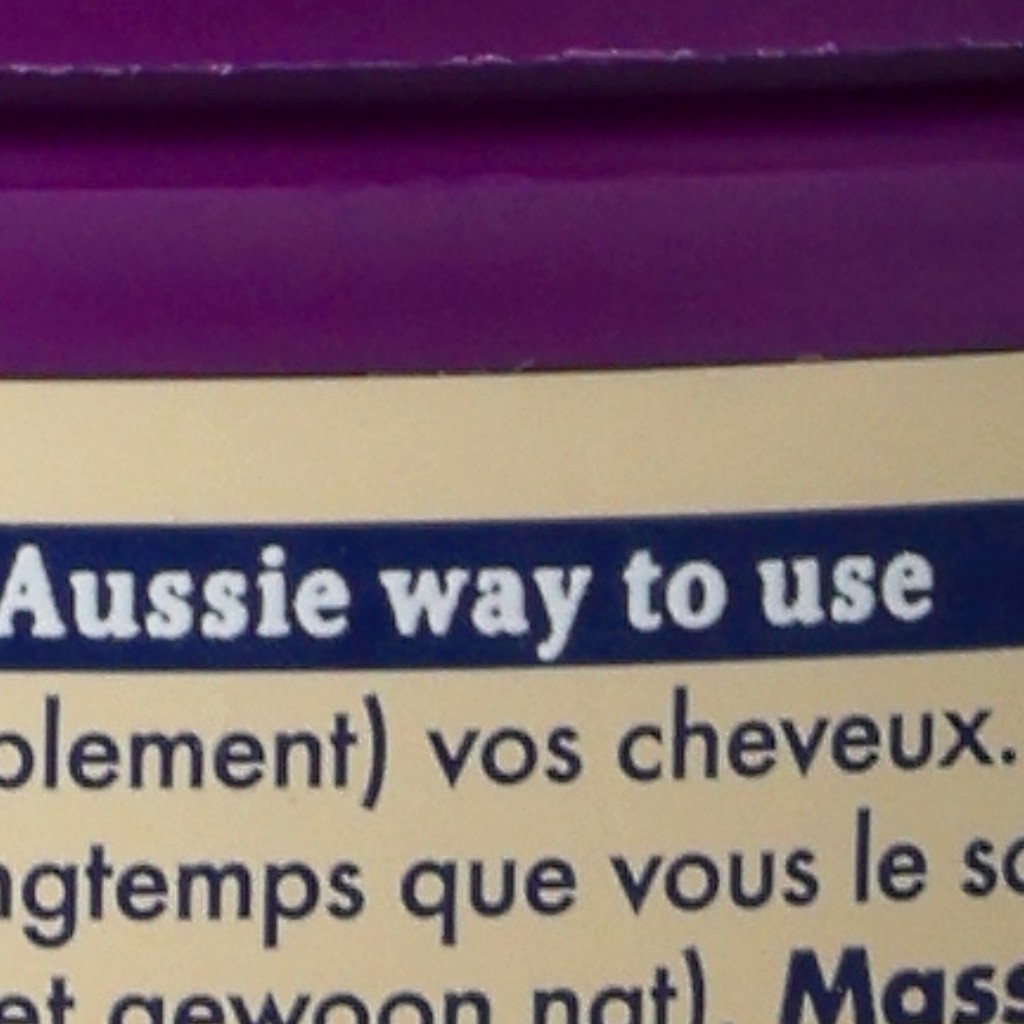 Aussie way to use
plement) vos cheveux.
ngtemps que vous le so
et gewoon nat). Mass